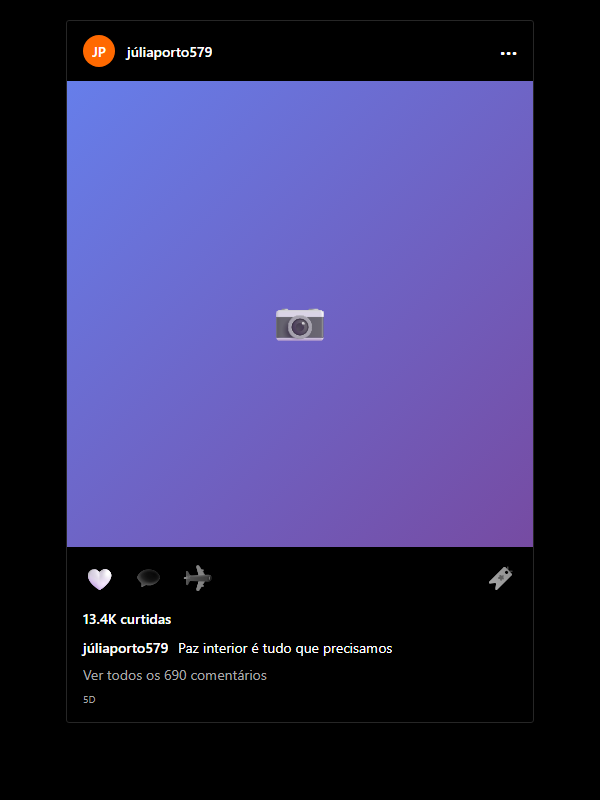 JP júliaporto579 •••
13.4K curtidas
júliaporto579 Paz interior é tudo que precisamos
Ver todos os 690 comentários
5D